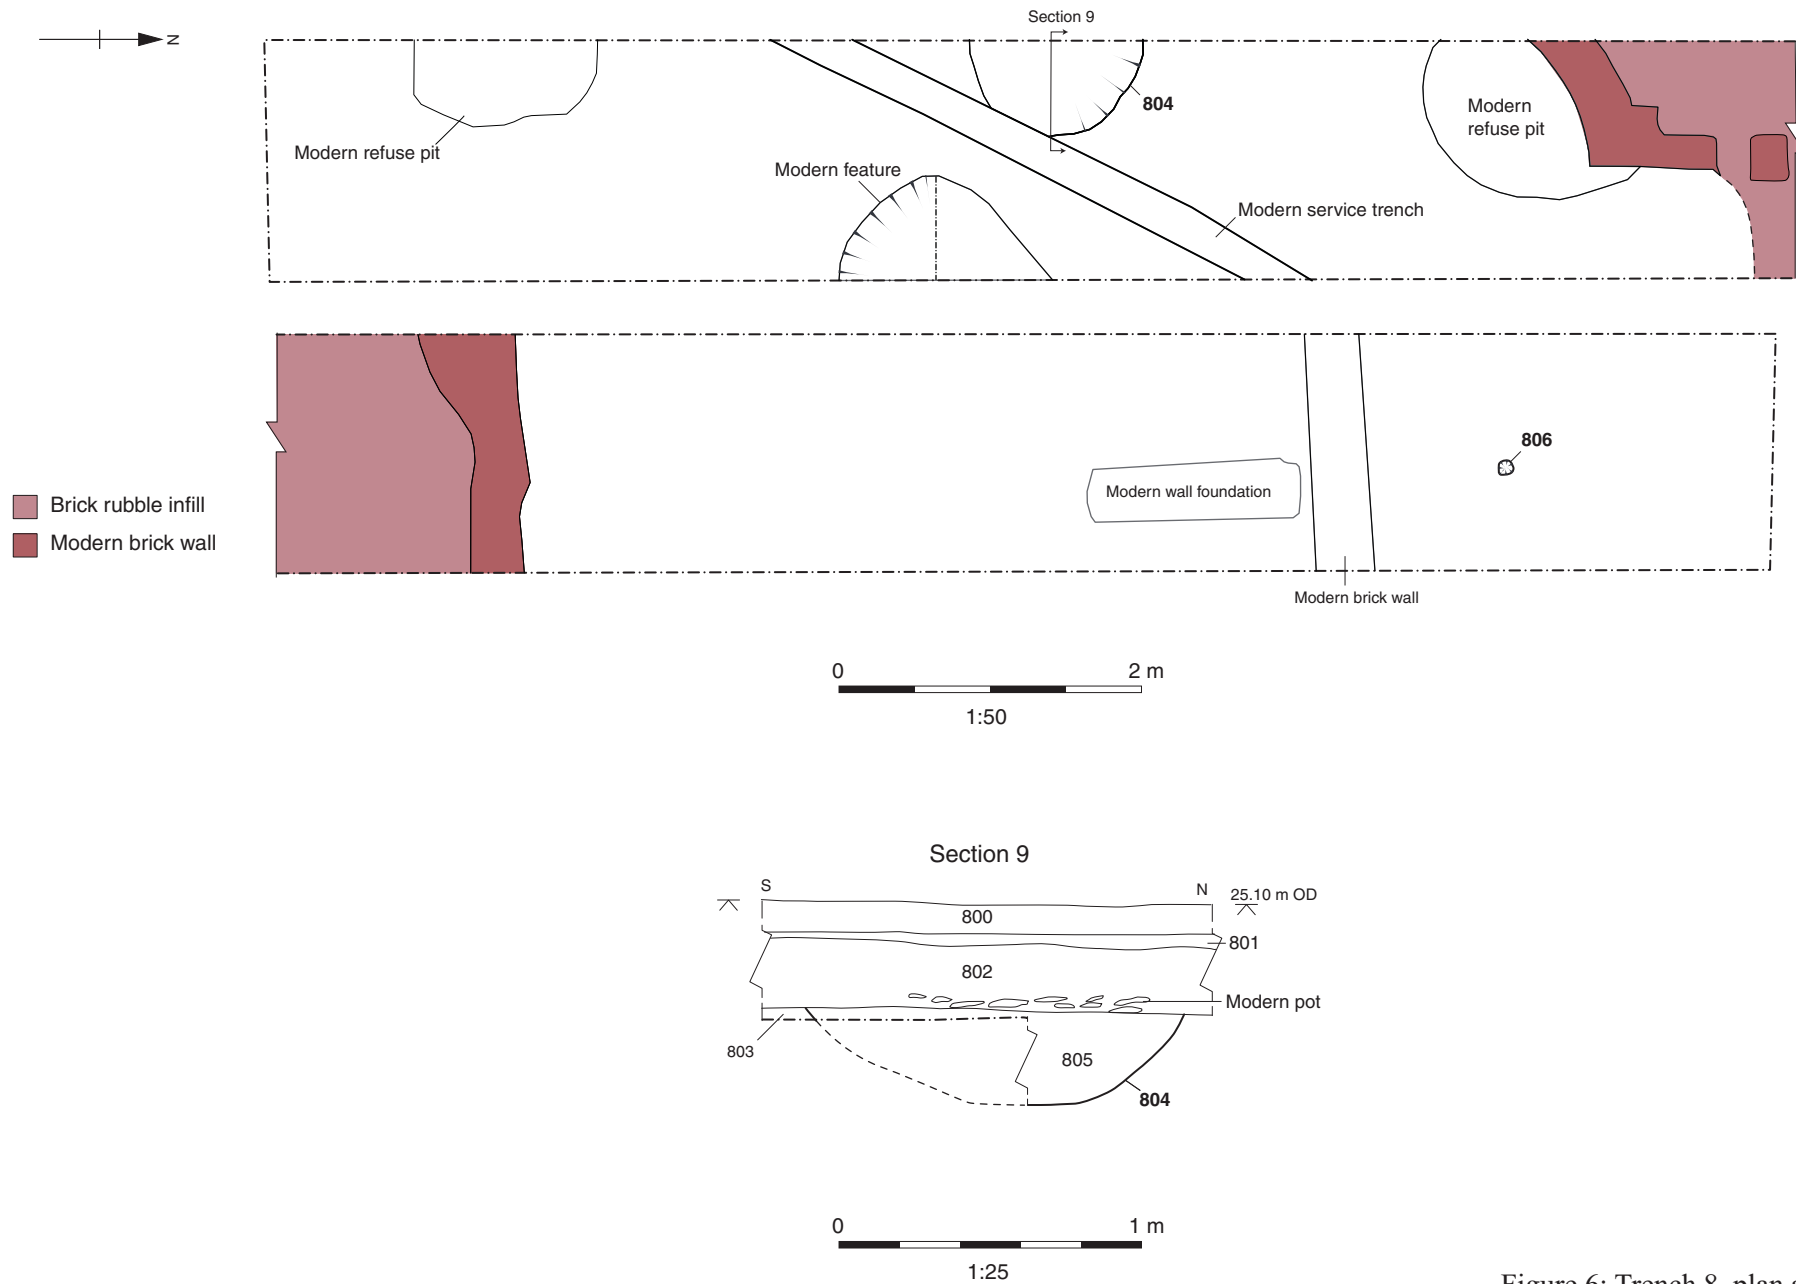 Section 9
N
804
Modern
refuse pit
Modern refuse pit
Modern feature
Modern service trench
806
Modern wall foundation
Brick rubble infill
Modern brick wall
Modern brick wall
0 2 m
1:50
Section 9
S N 25.10 m OD
800
801
802
Modern pot
803
805
804
0 1 m
1:25
Figure 6: Trench 8, plan